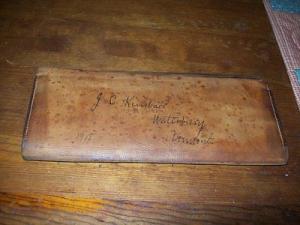 J. C. Kimball
Waterbury
Vermont